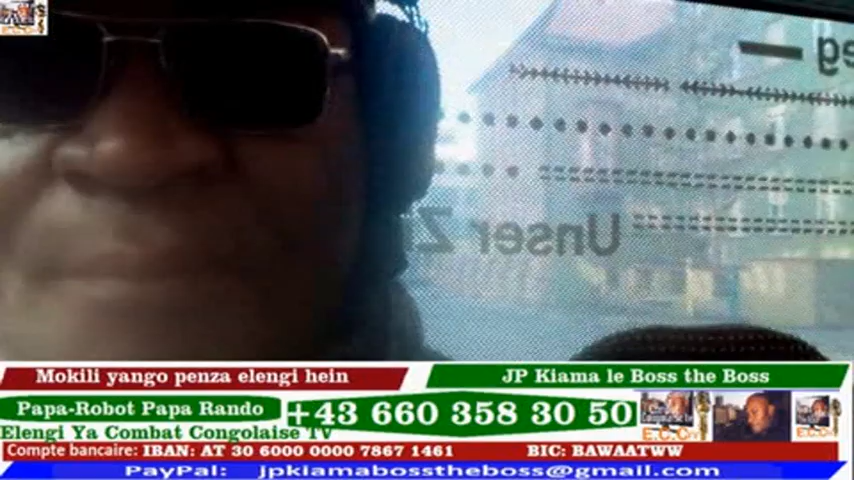 eg
Unser Z
Mokili yango penza elengi hein
JP Kiama le Boss the Boss
Papa-Robot Papa Rando
+43 660 358 30 50
Elengi Ya Combat Congolaise TV
E.C.C
Compte bancaire: IBAN: AT 30 6000 0000 7867 1461 BIC: BAWAATWW
PayPal: jpkiamabosstheboss@gmail.com